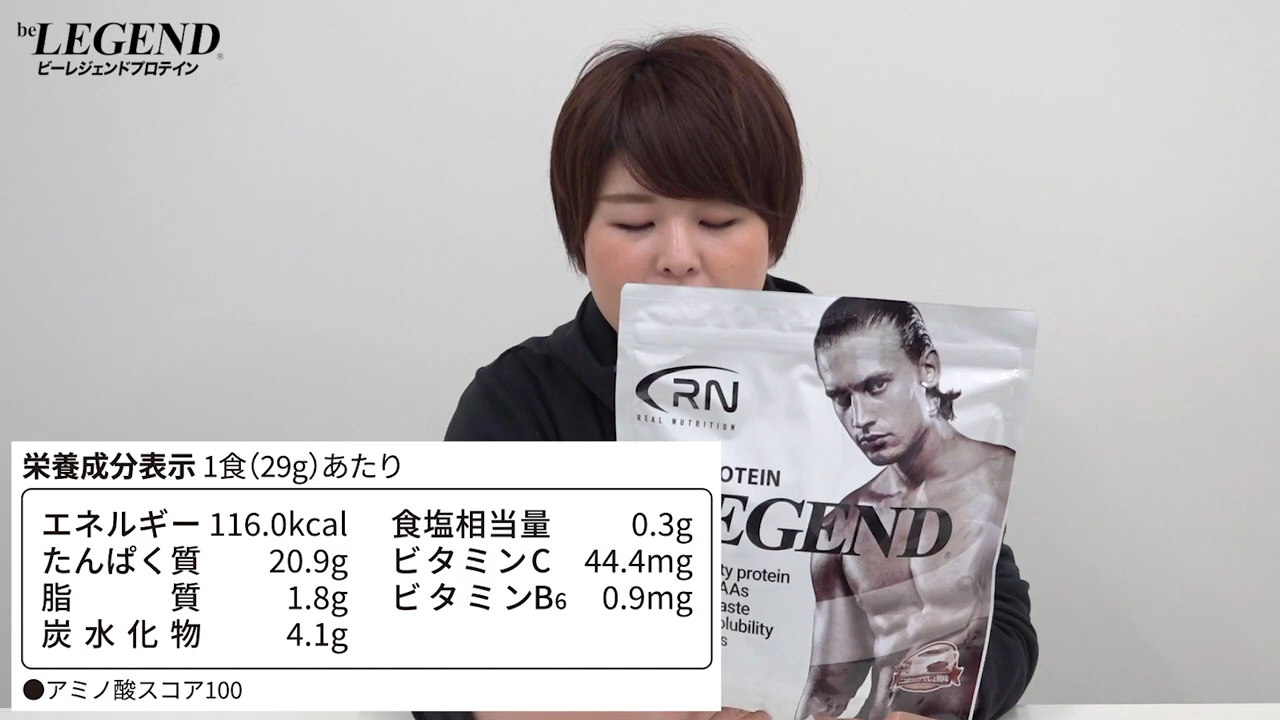 be LEGEND®
ビーレジェンドプロテイン
RN
REAL NUTRITION
OTEIN
EGEND
ty protein
AAs
aste
olubility
s
栄養成分表示 1食(29g)あたり
エネルギー 116.0kcal 食塩相当量 0.3g
たんぱく質 20.9g ビタミンC 44.4mg
脂質 1.8g ビタミンB6 0.9mg
炭水化物 4.1g
●アミノ酸スコア100